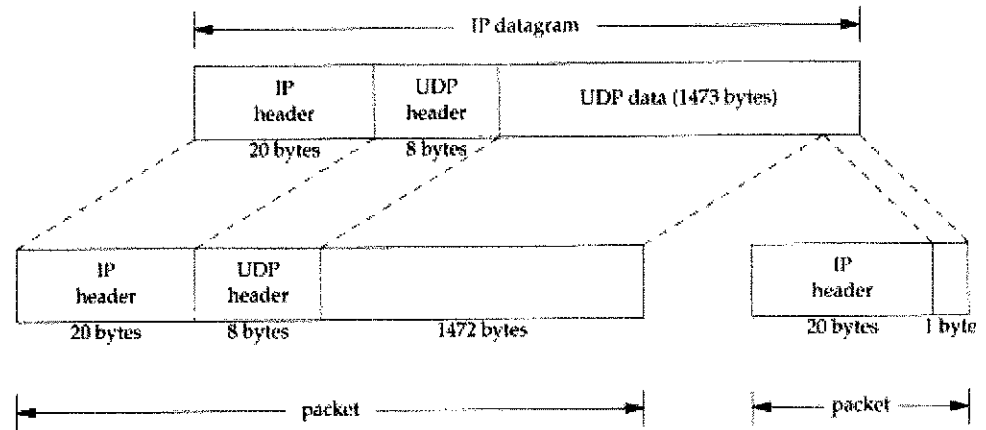 IP datagram
IP
header
UDP
header
UDP data (1473 bytes)
20 bytes
8 bytes
IP
header
UDP
header
20 bytes
8 bytes
1472 bytes
IP
header
20 bytes
1 byte
packet
packet